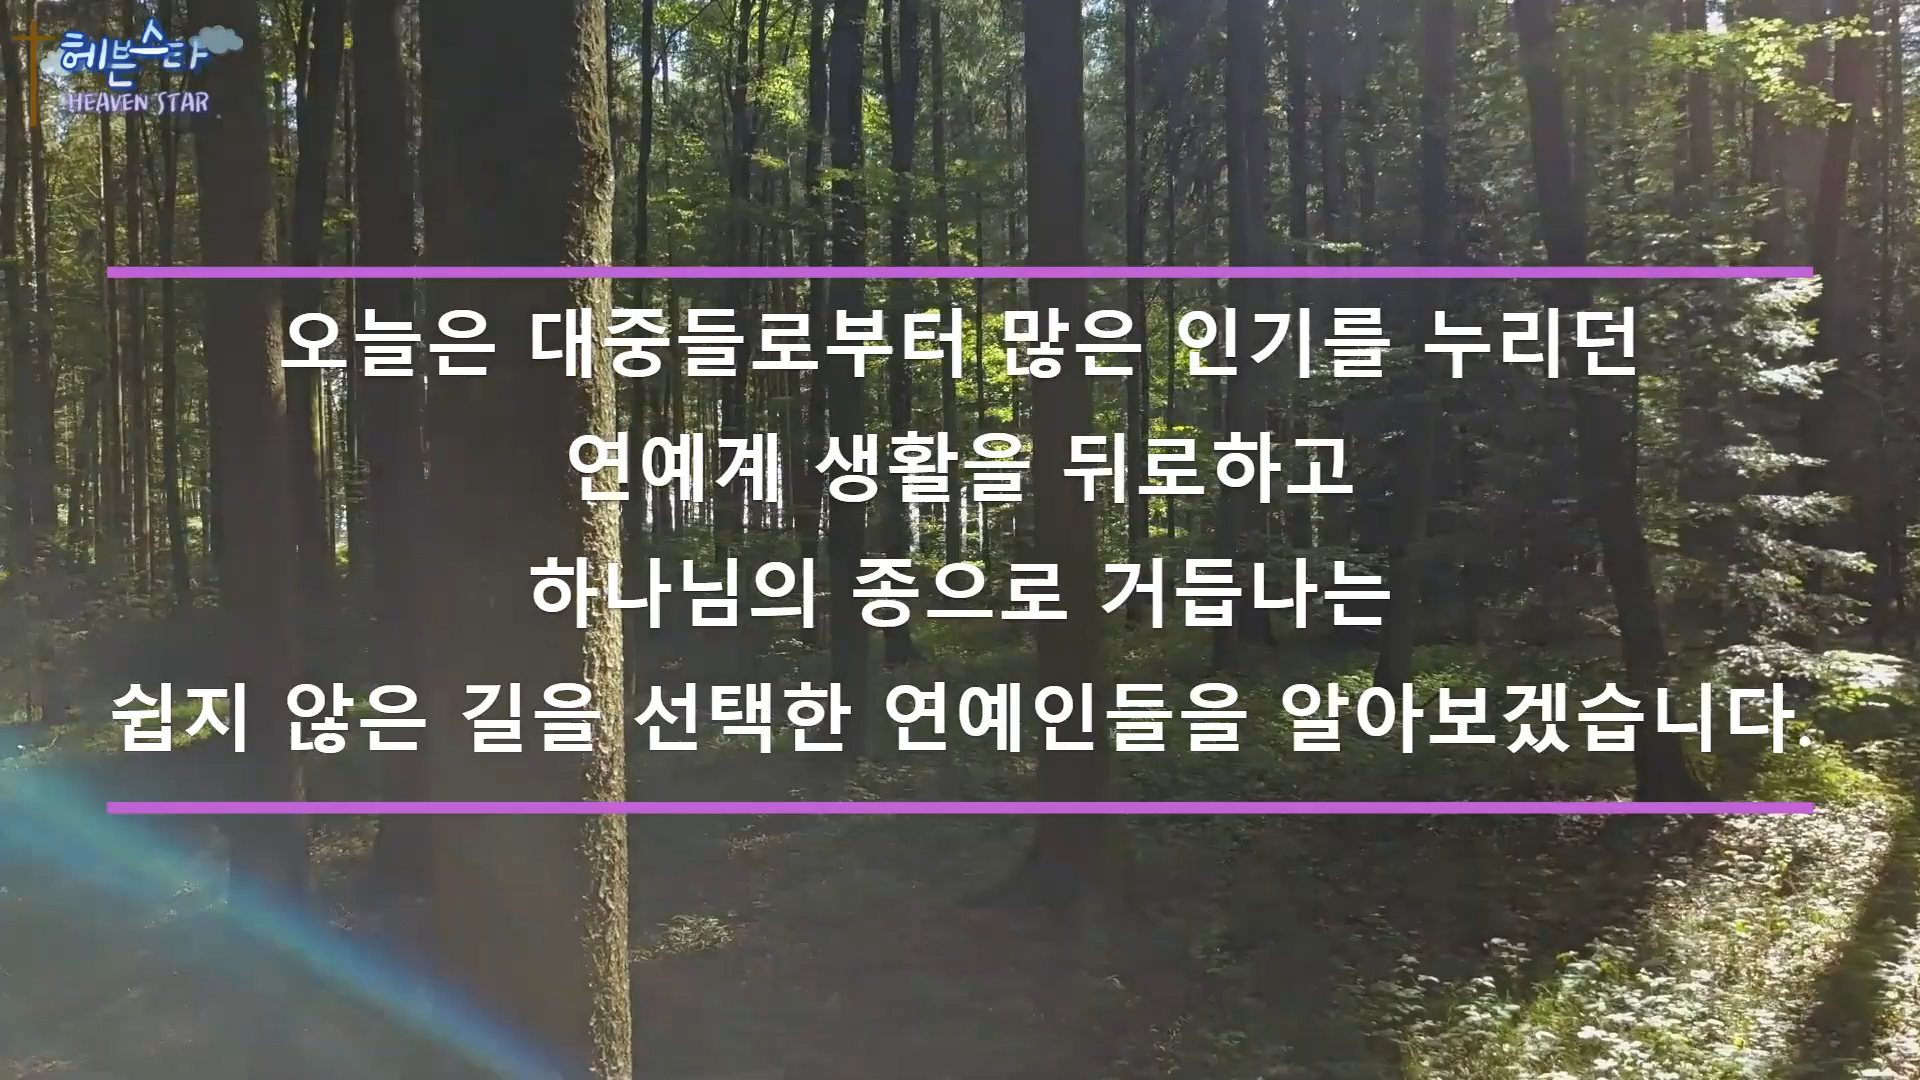 헤븐스타
HEAVEN STAR
오늘은 대중들로부터 많은 인기를 누리던
연예계 생활을 뒤로하고
하나님의 종으로 거듭나는
쉽지 않은 길을 선택한 연예인들을 알아보겠습니다.